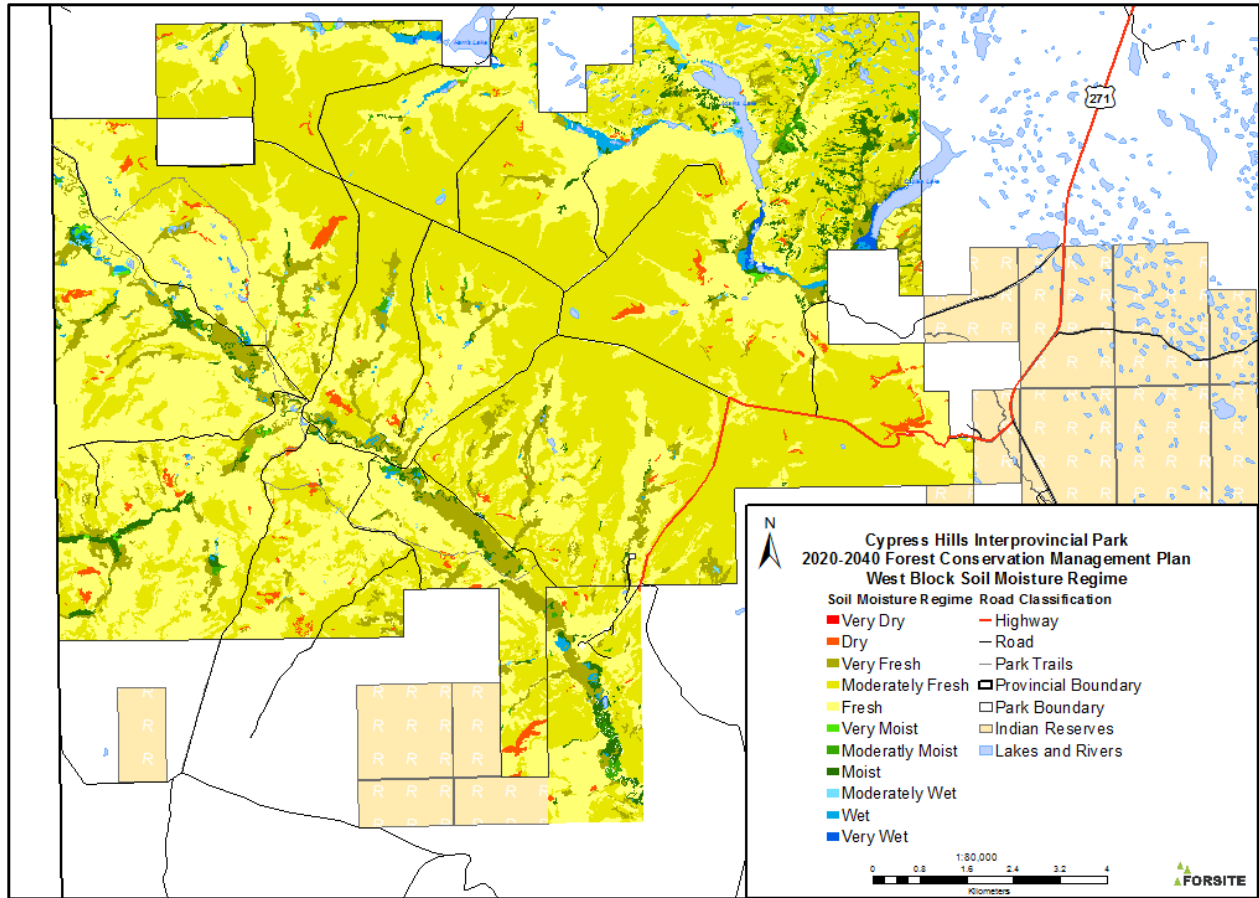 271
R R R
R R R R R R
R R R R R R
R R R R R R
R R R R R R
N
Cypress Hills Interprovincial Park
2020-2040 Forest Conservation Management Plan
West Block Soil Moisture Regime
Soil Moisture Regime Road Classification
Very Dry Highway
Dry Road
Very Fresh Park Trails
Moderately Fresh Provincial Boundary
Fresh Park Boundary
Very Moist Indian Reserves
Moderatly Moist Lakes and Rivers
Moist
Moderately Wet
Wet
Very Wet
1:80,000
0 0.8 1.6 2.4 3.2 4
Kilometers
FORSITE